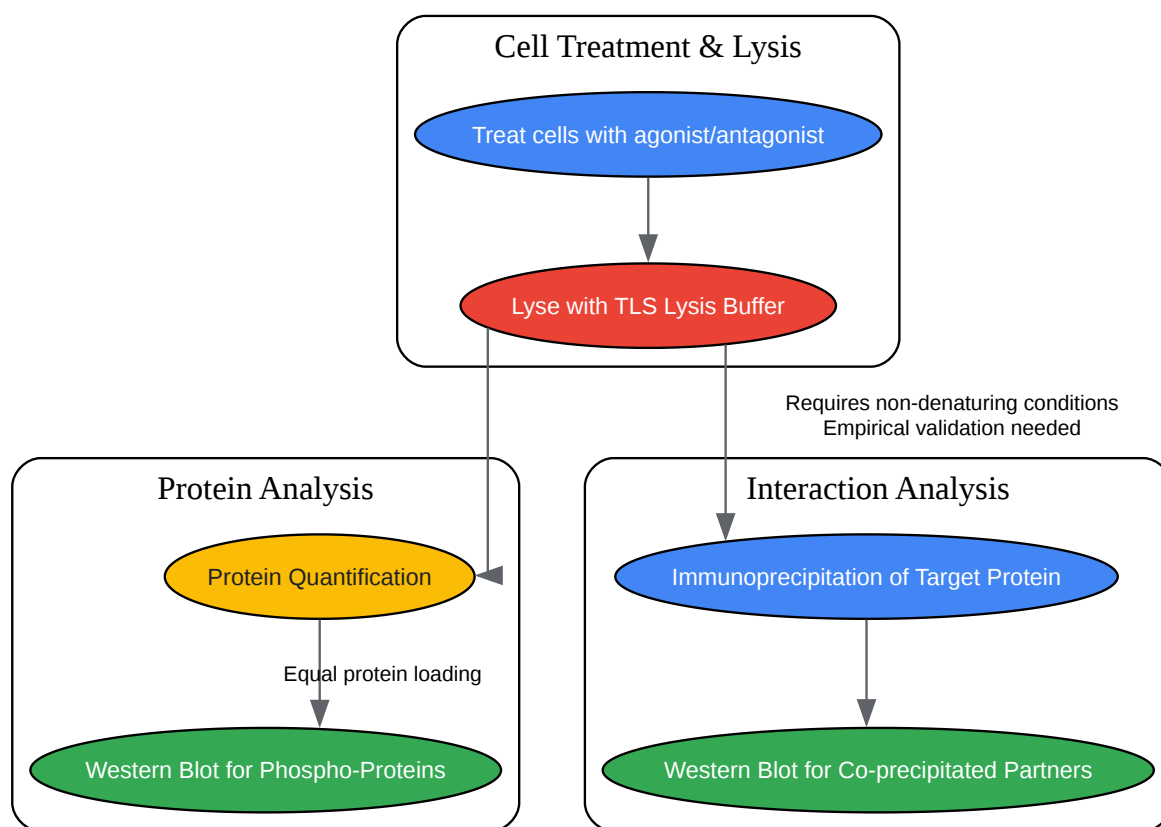 Cell Treatment & Lysis
Treat cells with agonist/antagonist
Lyse with TLS Lysis Buffer
Requires non-denaturing conditions
Empirical validation needed
Protein Analysis
Protein Quantification
Equal protein loading
Western Blot for Phospho-Proteins
Interaction Analysis
Immunoprecipitation of Target Protein
Western Blot for Co-precipitated Partners